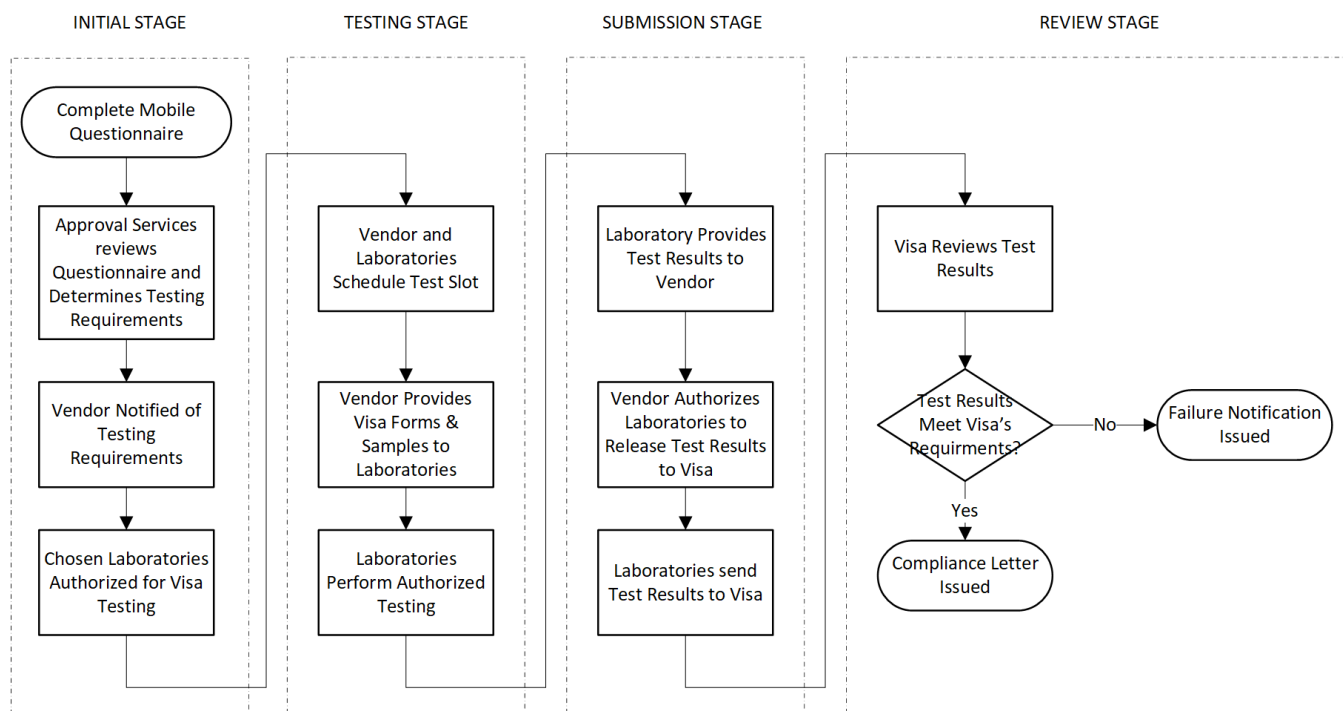 INITIAL STAGE
TESTING STAGE
SUBMISSION STAGE
REVIEW STAGE
Complete Mobile
Questionnaire
Approval Services
reviews
Questionnaire and
Determines Testing
Requirements
Vendor Notified of
Testing
Requirements
Chosen Laboratories
Authorized for Visa
Testing
Vendor and
Laboratories
Schedule Test Slot
Vendor Provides
Visa Forms &
Samples to
Laboratories
Laboratories
Perform Authorized
Testing
Laboratory Provides
Test Results to
Vendor
Vendor Authorizes
Laboratories to
Release Test Results
to Visa
Laboratories send
Test Results to Visa
Visa Reviews Test
Results
Test Results
Meet Visa’s
Requirments?
No
Failure Notification
Issued
Yes
Compliance Letter
Issued